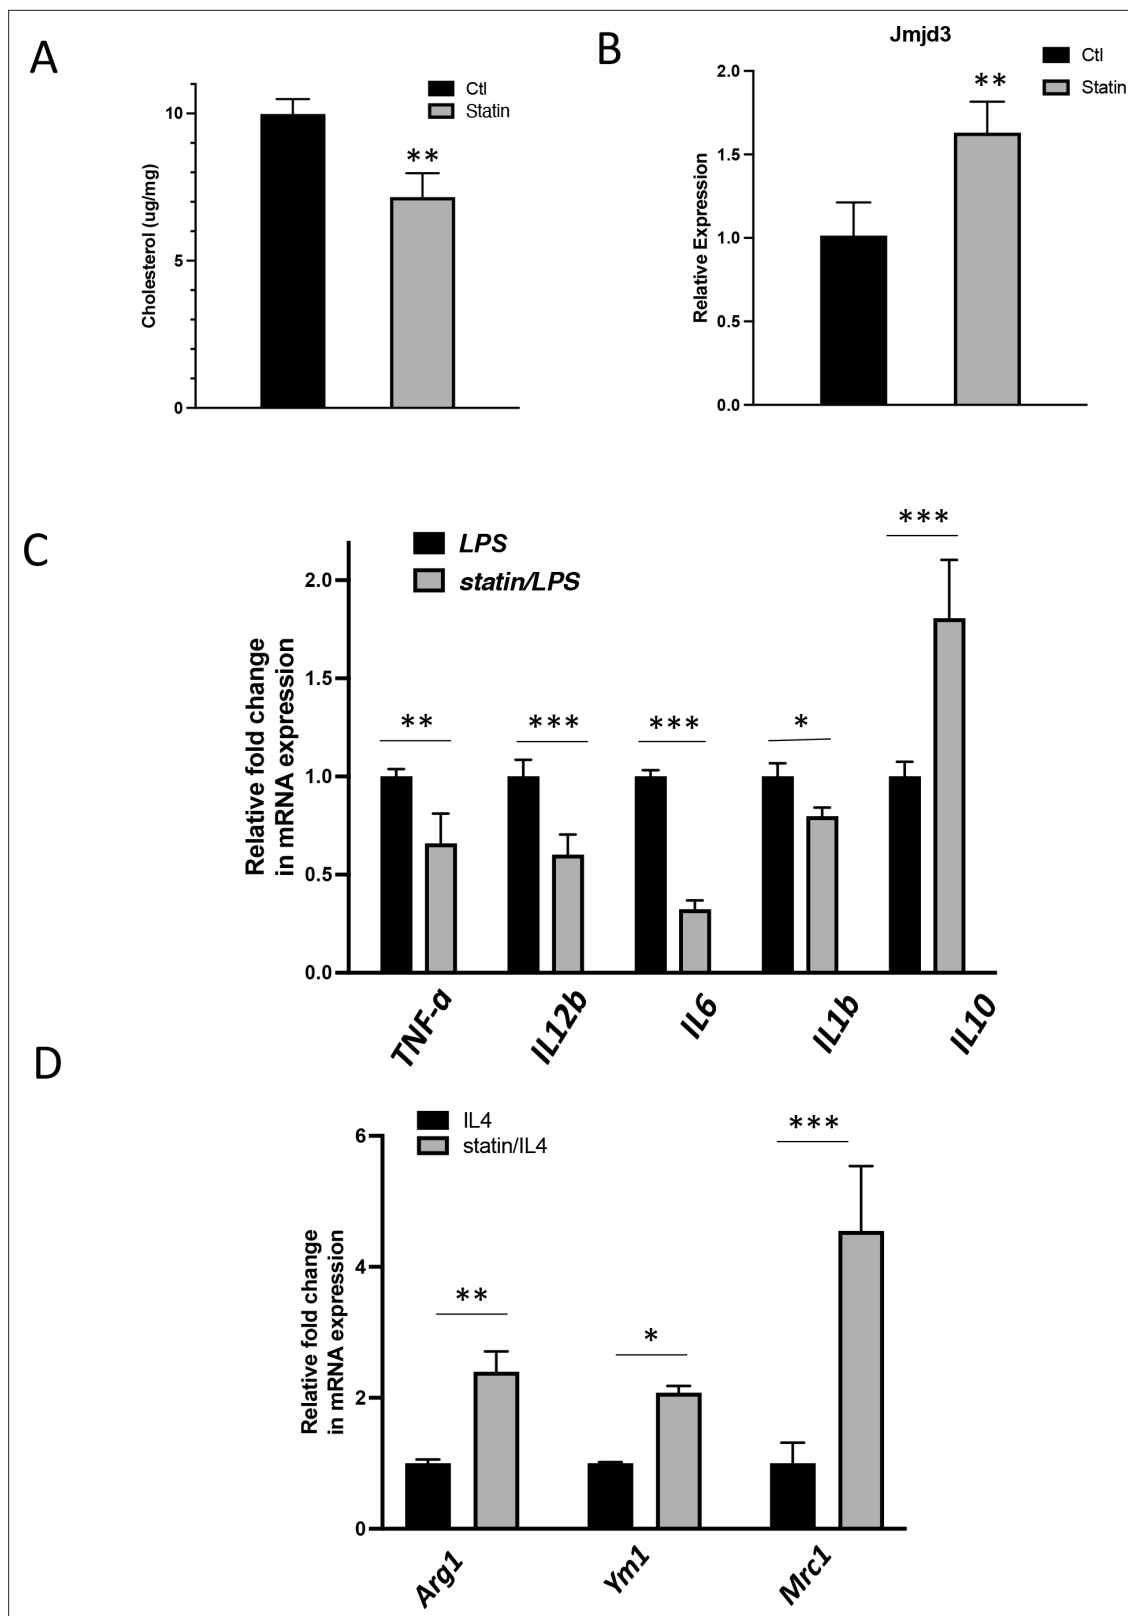 A
Ctl
Statin
**
Cholesterol (ug/mg)
10
5
0
B
Jmjd3
Ctl
Statin
**
Relative Expression
2.0
1.5
1.0
0.5
0.0
C
LPS
statin/LPS
Relative fold change
in mRNA expression
2.0
1.5
1.0
0.5
0.0
**
***
***
*
***
TNF-α
IL12b
IL6
IL1b
IL10
D
IL4
statin/IL4
Relative fold change
in mRNA expression
6
4
2
0
**
*
***
Arg1
Ym1
Mrc1